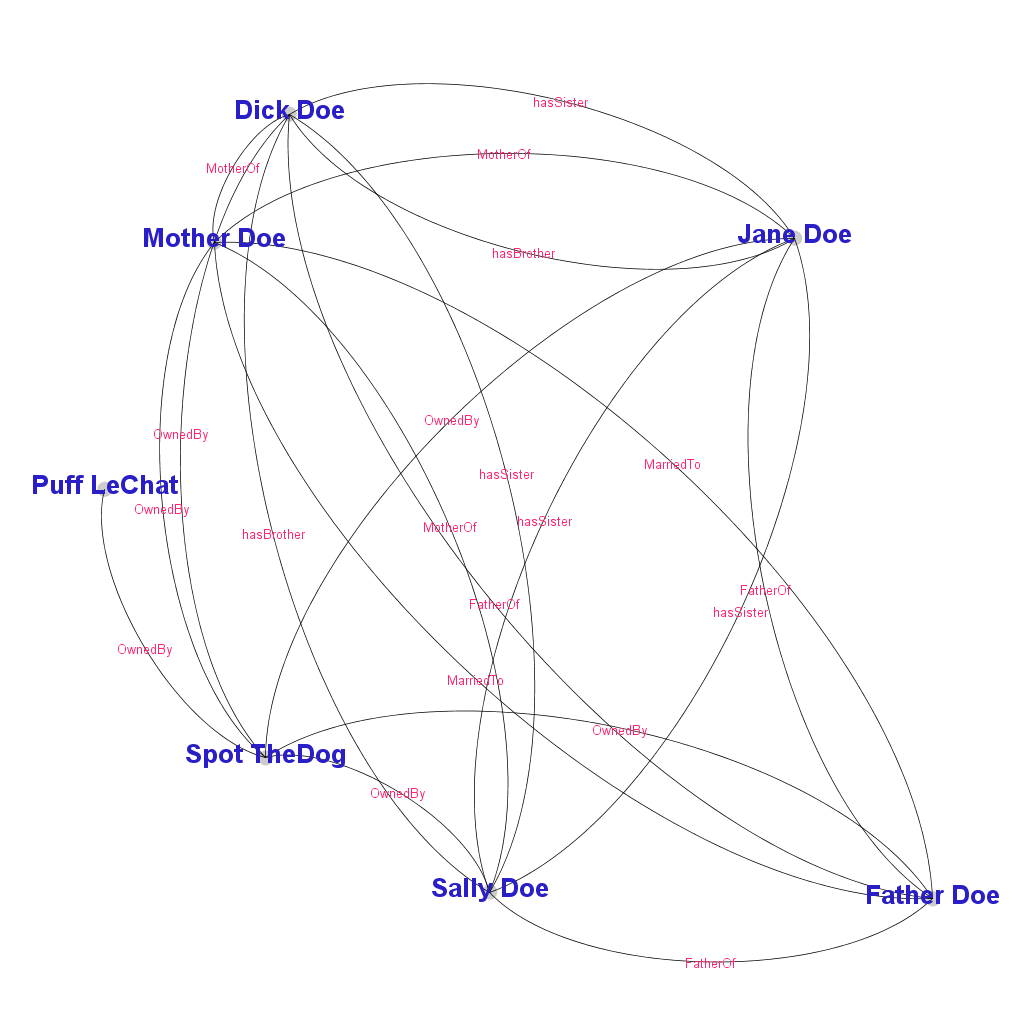 hasSister
Dick Doe
MotherOf
MotherOf
Jane Doe
Mother Doe
hasBrother
OwnedBy
OwnedBy
MarriedTo
hasSister
Puff LeChat
OwnedBy
hasSister
MotherOf
hasBrother
FatherOf
FatherOf
hasSister
OwnedBy
MarriedTo
OwnedBy
Spot TheDog
OwnedBy
Sally Doe
Father Doe
FatherOf